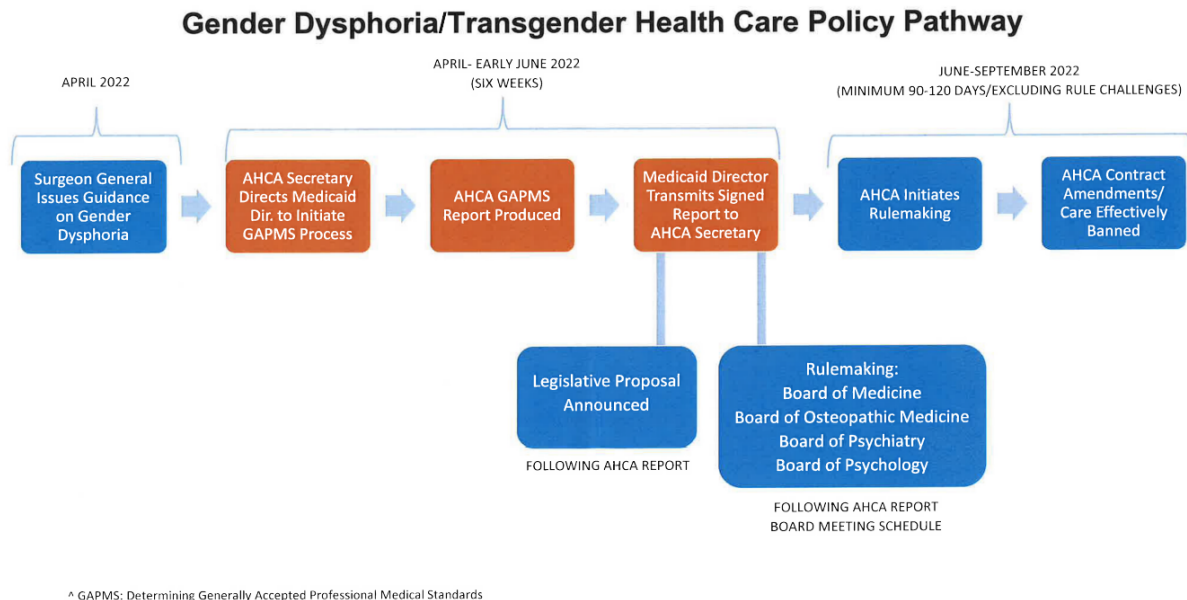 Gender Dysphoria/Transgender Health Care Policy Pathway
APRIL 2022
APRIL- EARLY JUNE 2022
(SIX WEEKS)
JUNE-SEPTEMBER 2022
(MINIMUM 90-120 DAYS/EXCLUDING RULE CHALLENGES)
Surgeon General
Issues Guidance
on Gender
Dysphoria
AHCA Secretary
Directs Medicaid
Dir. to Initiate
GAPMS Process
AHCA GAPMS
Report Produced
Medicaid Director
Transmits Signed
Report to
AHCA Secretary
AHCA Initiates
Rulemaking
AHCA Contract
Amendments/
Care Effectively
Banned
Legislative Proposal
Announced
FOLLOWING AHCA REPORT
Rulemaking:
Board of Medicine
Board of Osteopathic Medicine
Board of Psychiatry
Board of Psychology
FOLLOWING AHCA REPORT
BOARD MEETING SCHEDULE
^ GAPMS: Determining Generally Accepted Professional Medical Standards